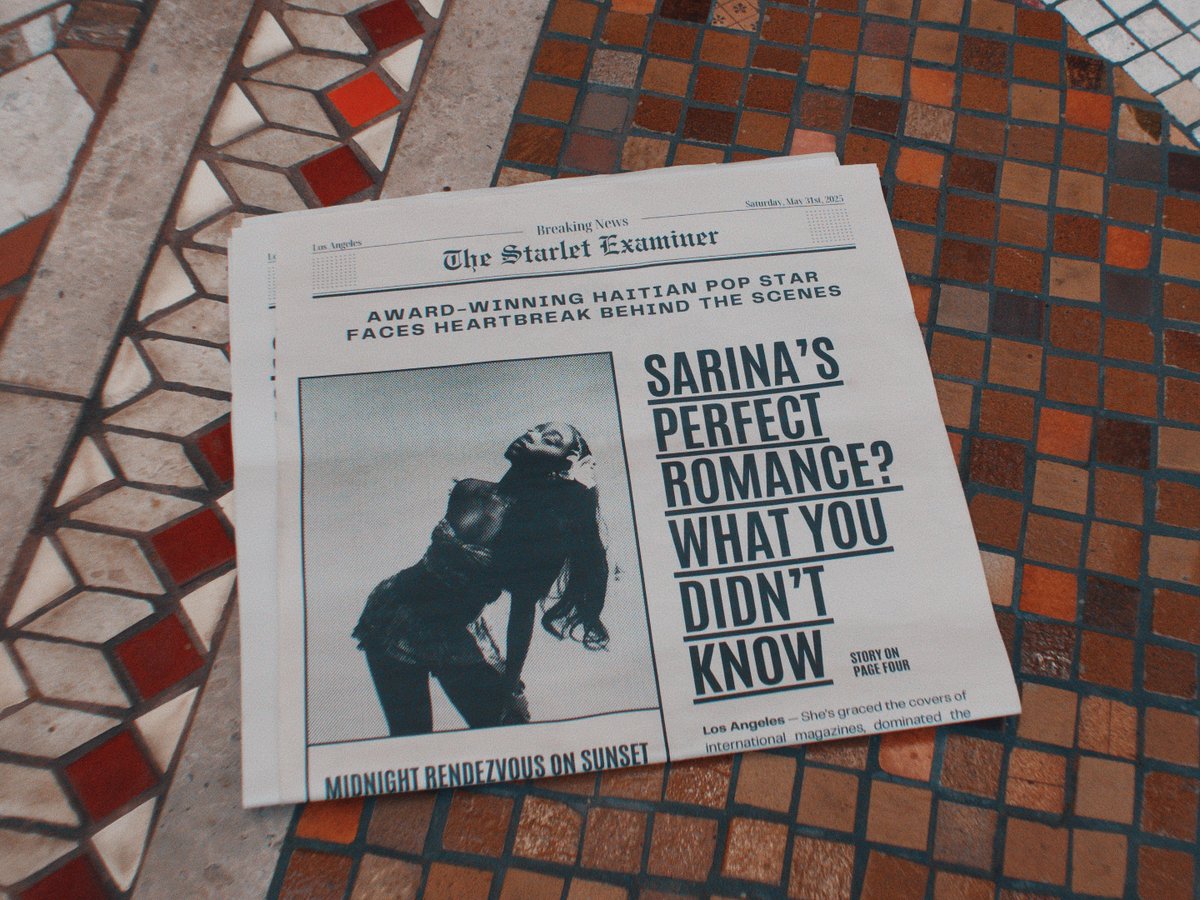 Los Angeles
Breaking News
Saturday, May 31st, 2025
The Starlet Examiner
AWARD-WINNING HAITIAN POP STAR
FACES HEARTBREAK BEHIND THE SCENES
SARINA'S
PERFECT
ROMANCE?
WHAT YOU
DIDN'T
KNOW
STORY ON
PAGE FOUR
Los Angeles — She's graced the covers of
international magazines, dominated the
MIDNIGHT RENDEZVOUS ON SUNSET